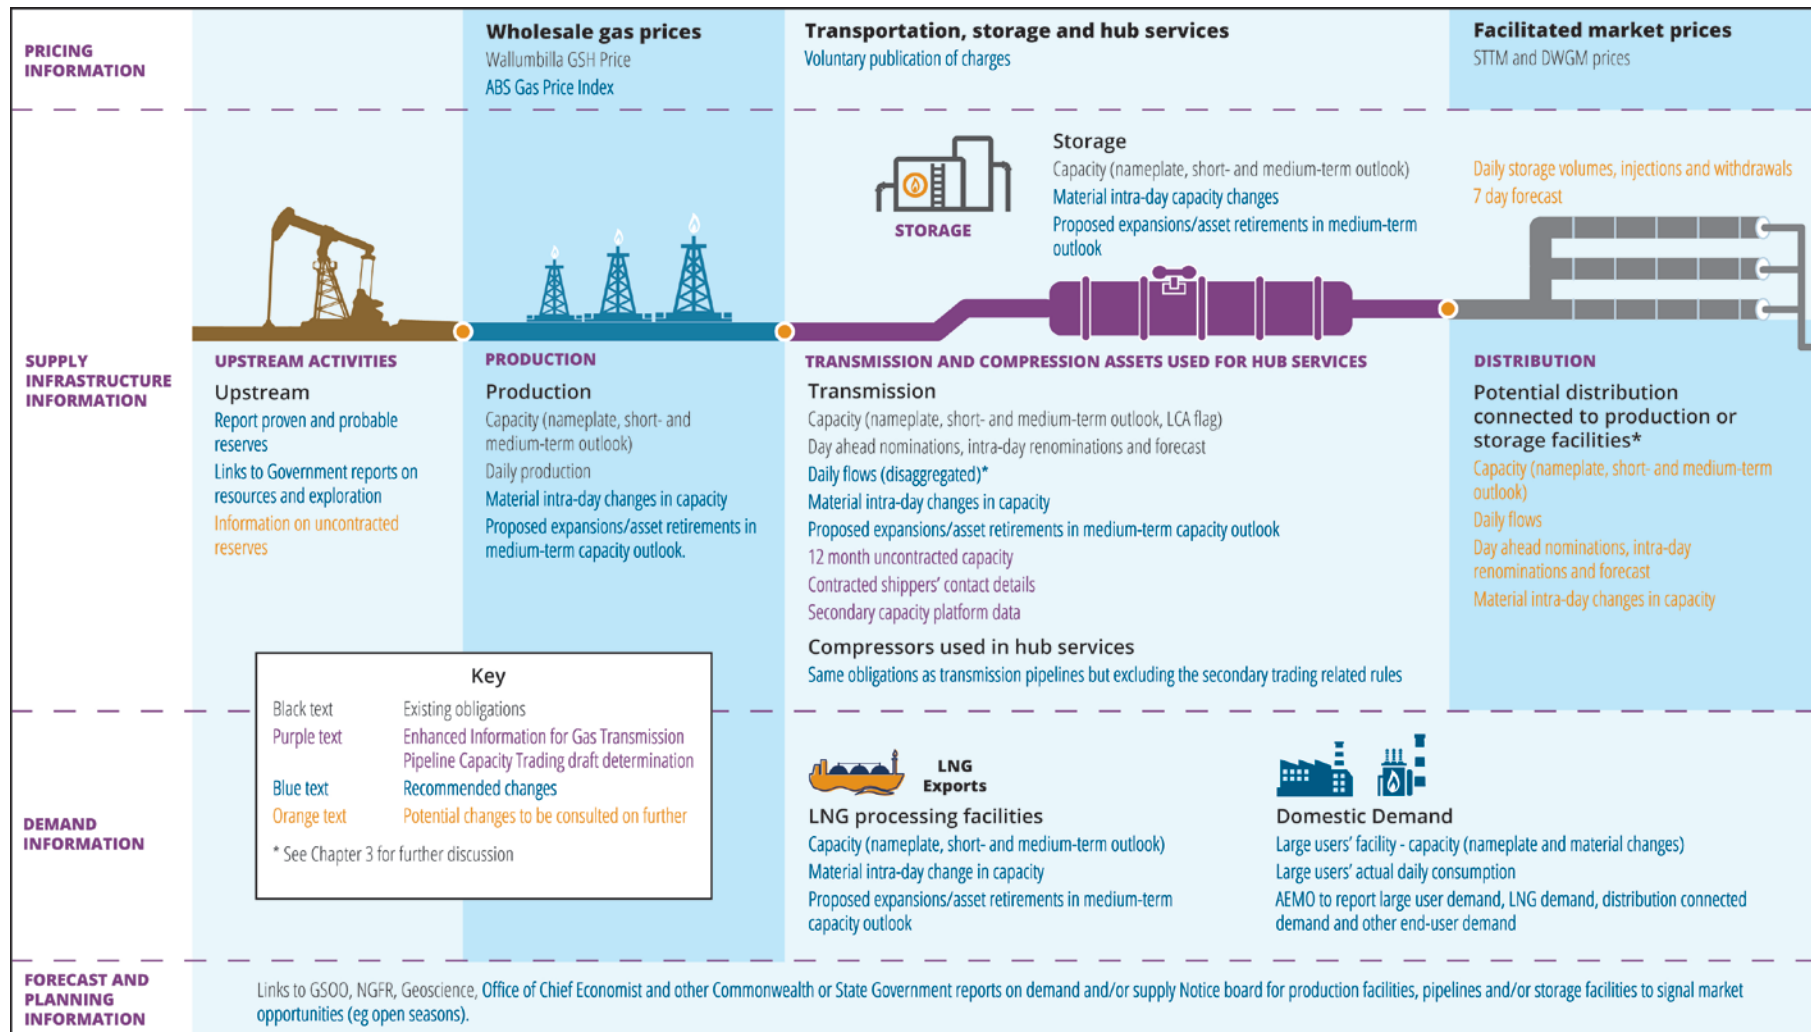 PRICING
INFORMATION
Wholesale gas prices
Wallumbilla GSH Price
ABS Gas Price Index
Transportation, storage and hub services
Voluntary publication of charges
Facilitated market prices
STTM and DWGM prices
SUPPLY
INFRASTRUCTURE
INFORMATION
STORAGE
Storage
Capacity (nameplate, short- and medium-term outlook)
Material intra-day capacity changes
Proposed expansions/asset retirements in medium-term
outlook
Daily storage volumes, injections and withdrawals
7 day forecast
UPSTREAM ACTIVITIES
Upstream
Report proven and probable
reserves
Links to Government reports on
resources and exploration
Information on uncontracted
reserves
PRODUCTION
Production
Capacity (nameplate, short- and
medium-term outlook)
Daily production
Material intra-day changes in capacity
Proposed expansions/asset retirements in
medium-term capacity outlook.
TRANSMISSION AND COMPRESSION ASSETS USED FOR HUB SERVICES
Transmission
Capacity (nameplate, short- and medium-term outlook, LCA flag)
Day ahead nominations, intra-day renominations and forecast
Daily flows (disaggregated)*
Material intra-day changes in capacity
Proposed expansions/asset retirements in medium-term capacity outlook
12 month uncontracted capacity
Contracted shippers' contact details
Secondary capacity platform data
Compressors used in hub services
Same obligations as transmission pipelines but excluding the secondary trading related rules
DISTRIBUTION
Potential distribution
connected to production or
storage facilities*
Capacity (nameplate, short- and medium-term
outlook)
Daily flows
Day ahead nominations, intra-day
renominations and forecast
Material intra-day changes in capacity
Key
Black text Existing obligations
Purple text Enhanced Information for Gas Transmission
Pipeline Capacity Trading draft determination
Blue text Recommended changes
Orange text Potential changes to be consulted on further
* See Chapter 3 for further discussion
DEMAND
INFORMATION
LNG
Exports
LNG processing facilities
Capacity (nameplate, short- and medium-term outlook)
Material intra-day change in capacity
Proposed expansions/asset retirements in medium-term
capacity outlook
Domestic Demand
Large users' facility - capacity (nameplate and material changes)
Large users' actual daily consumption
AEMO to report large user demand, LNG demand, distribution connected
demand and other end-user demand
FORECAST AND
PLANNING
INFORMATION
Links to GSOO, NGFR, Geoscience, Office of Chief Economist and other Commonwealth or State Government reports on demand and/or supply Notice board for production facilities, pipelines and/or storage facilities to signal market
opportunities (eg open seasons).